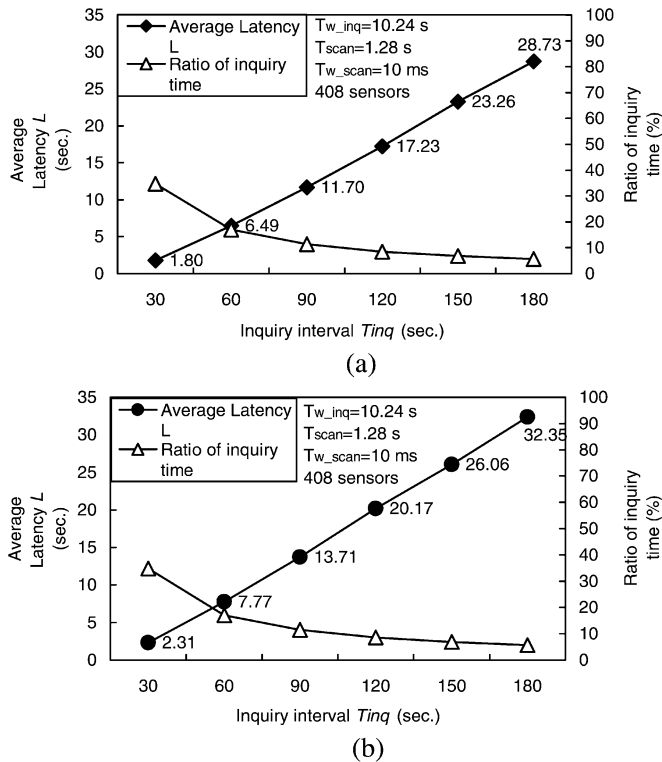 35
30
25
20
15
10
5
0
Average
Latency L
(sec.)
Average Latency
L
Ratio of inquiry
time
Tw_inq=10.24 s
Tscan=1.28 s
Tw_scan=10 ms
408 sensors
1.80
6.49
11.70
17.23
23.26
28.73
100
90
80
70
60
50
40
30
20
10
0
Ratio of inquiry
time (%)
30 60 90 120 150 180
Inquiry interval Tinq (sec.)
(a)
35
30
25
20
15
10
5
0
Average
Latency L
(sec.)
Average Latency
L
Ratio of inquiry
time
Tw_inq=10.24 s
Tscan=1.28 s
Tw_scan=10 ms
408 sensors
2.31
7.77
13.71
20.17
26.06
32.35
100
90
80
70
60
50
40
30
20
10
0
Ratio of inquiry
time (%)
30 60 90 120 150 180
Inquiry interval Tinq (sec.)
(b)